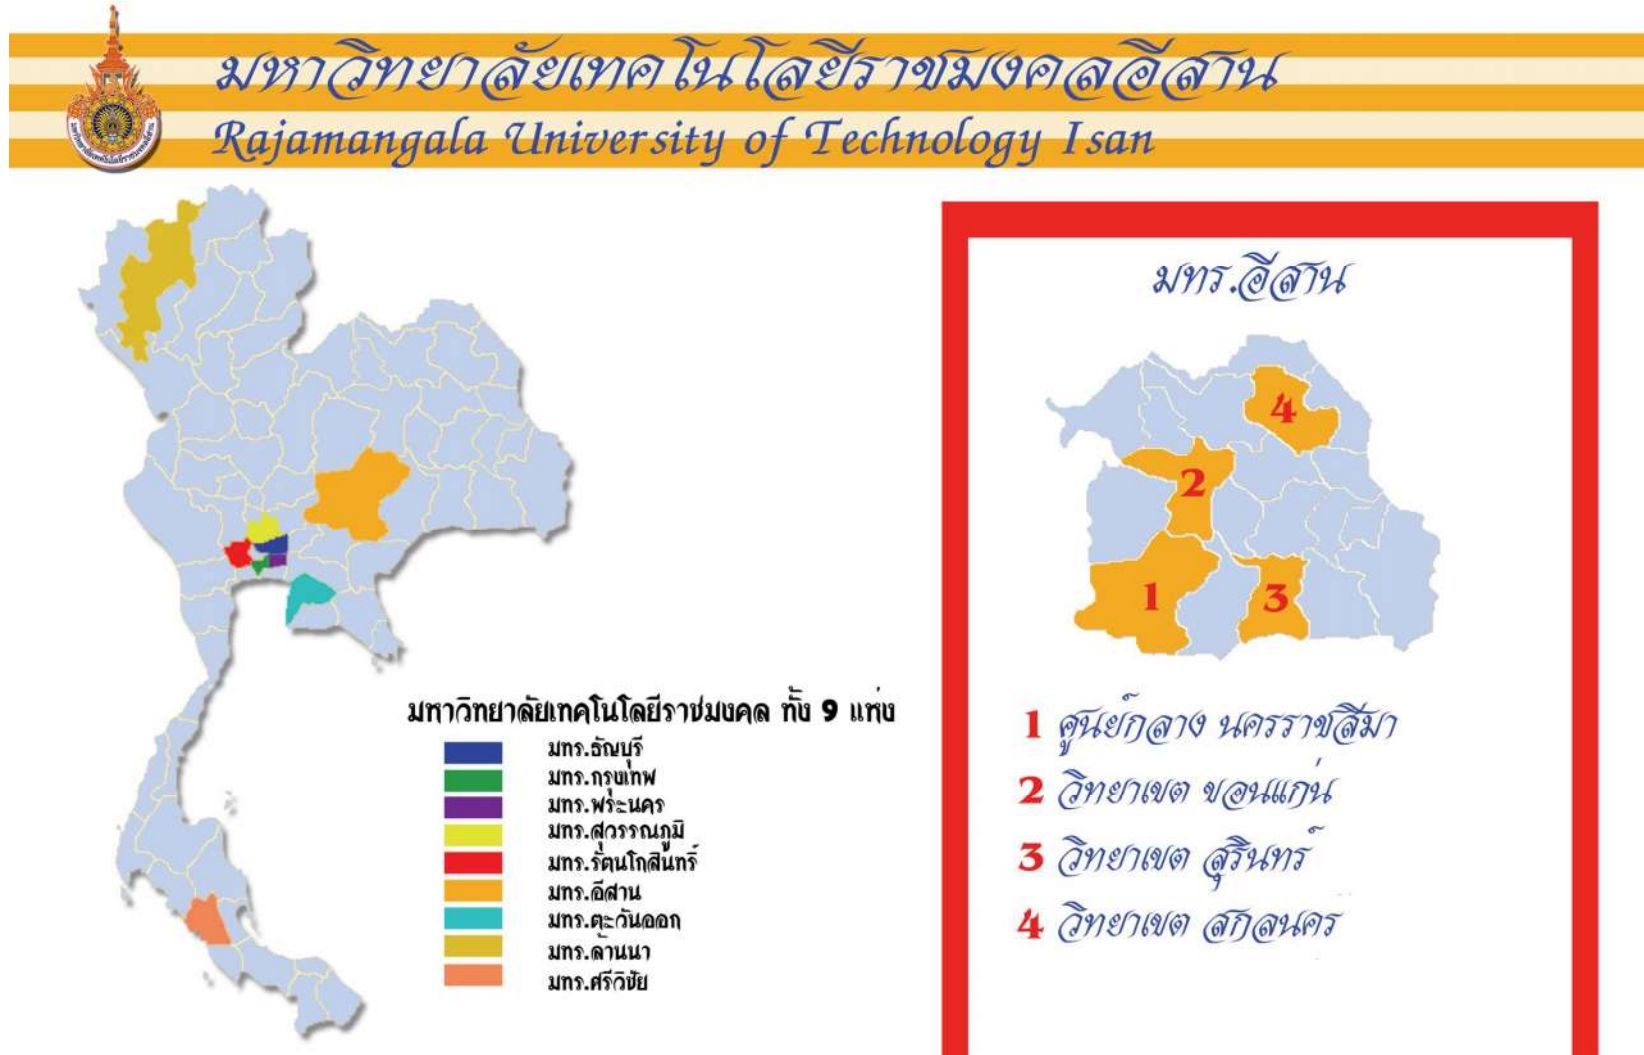 มหาวิทยาลัยเทคโนโลยีราชมงคลอีสาน
Rajamangala University of Technology Isan
มหาวิทยาลัยเทคโนโลยีราชมงคล ทั้ง 9 แห่ง
มทร.ธัญบุรี
มทร.กรุงเทพ
มทร.พระนคร
มทร.สุวรรณภูมิ
มทร.รัตนโกสินทร์
มทร.อีสาน
มทร.ตะวันออก
มทร.ล้านนา
มทร.ศรีวิชัย
มทร.อีสาน
4
2
1
3
1 ศูนย์กลาง นครราชสีมา
2 วิทยาเขต ขอนแก่น
3 วิทยาเขต สุรินทร์
4 วิทยาเขต สกลนคร